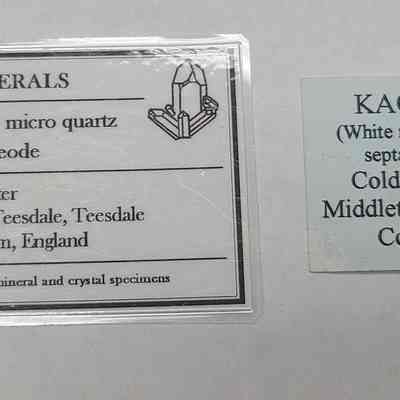 ERALS
micro quartz
eode
ter
Teesdale, Teesdale
m, England
mineral and crystal specimens
KAO
(White
septa
Cold
Middlet
Co